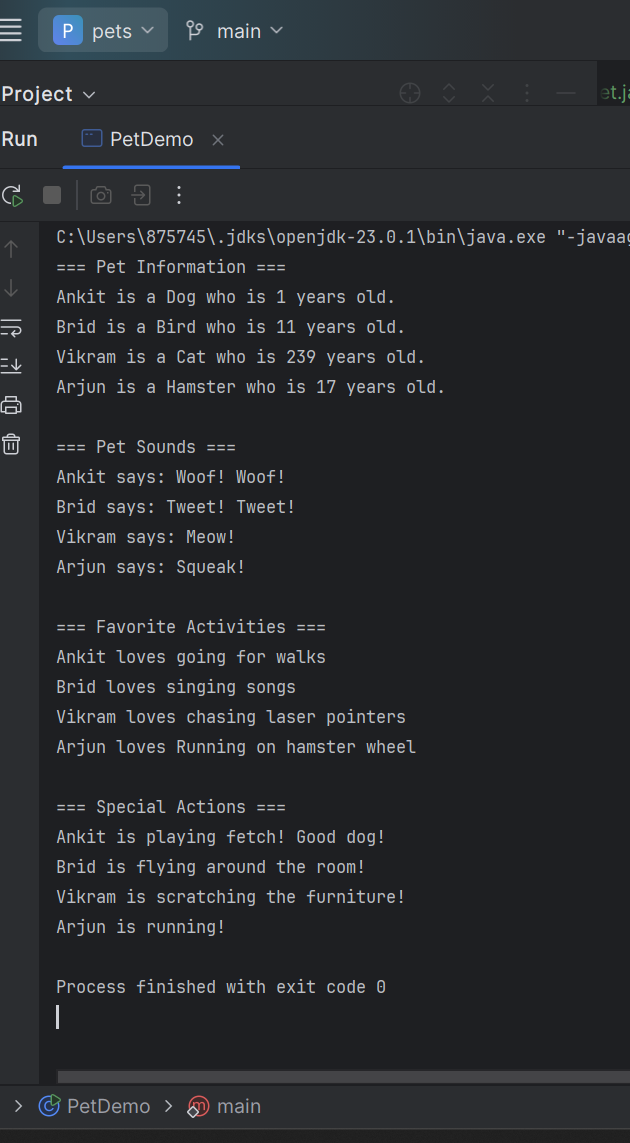 P pets main
Project
et.ja
Run PetDemo
C:\Users\875745\.jdks\openjdk-23.0.1\bin\java.exe "-javaag
=== Pet Information ===
Ankit is a Dog who is 1 years old.
Brid is a Bird who is 11 years old.
Vikram is a Cat who is 239 years old.
Arjun is a Hamster who is 17 years old.
=== Pet Sounds ===
Ankit says: Woof! Woof!
Brid says: Tweet! Tweet!
Vikram says: Meow!
Arjun says: Squeak!
=== Favorite Activities ===
Ankit loves going for walks
Brid loves singing songs
Vikram loves chasing laser pointers
Arjun loves Running on hamster wheel
=== Special Actions ===
Ankit is playing fetch! Good dog!
Brid is flying around the room!
Vikram is scratching the furniture!
Arjun is running!
Process finished with exit code 0
PetDemo main